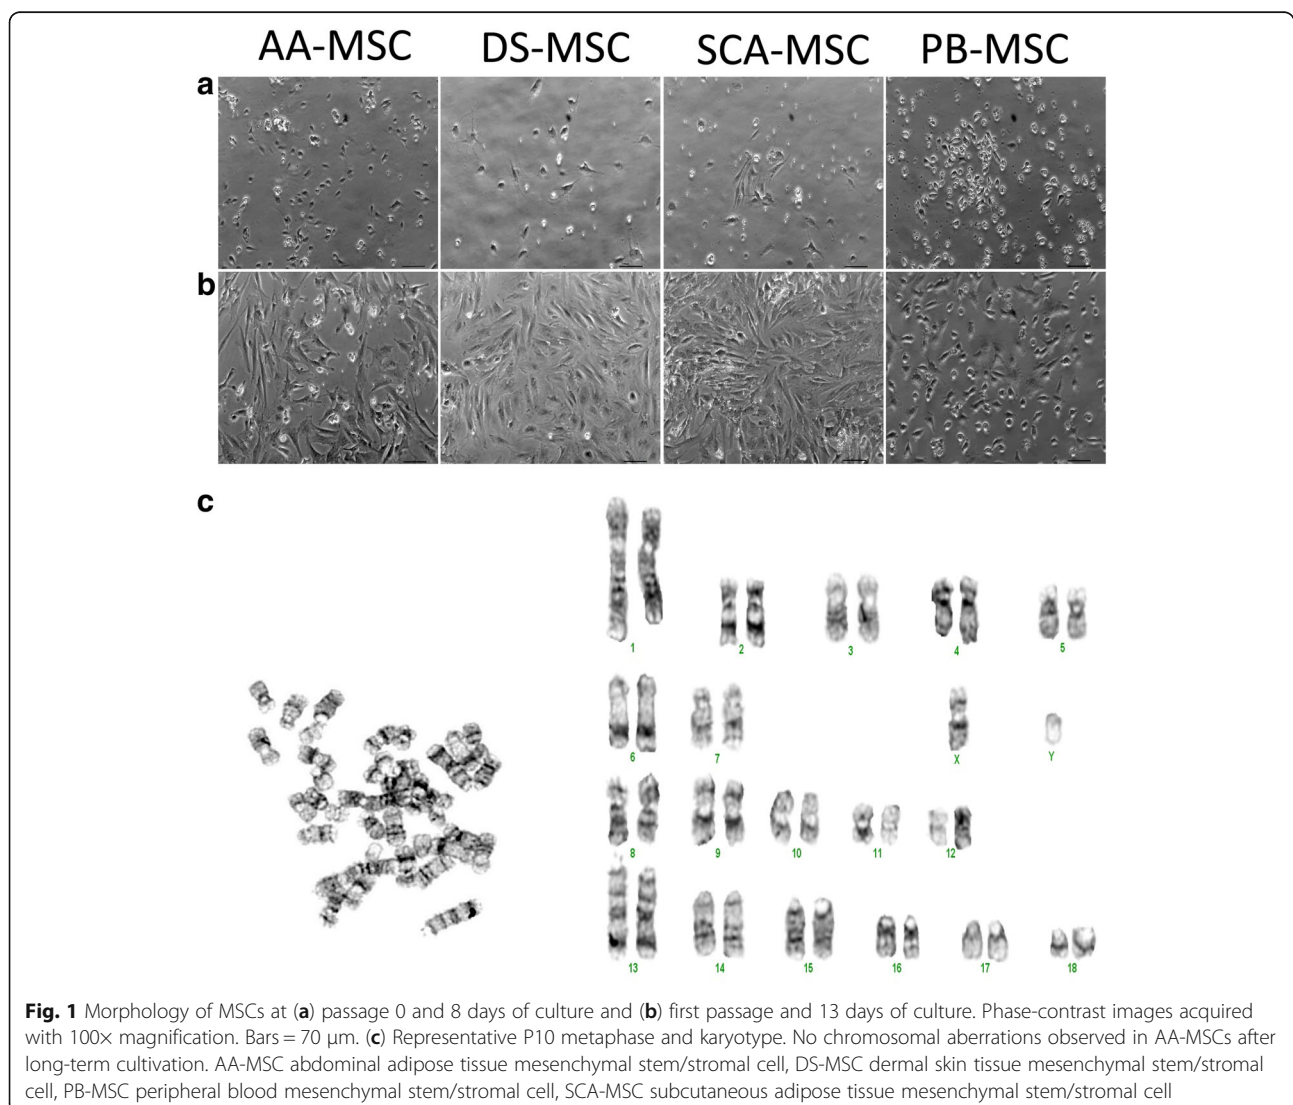 AA-MSC DS-MSC SCA-MSC PB-MSC
a
b
c
1 2 3 4 5
6 7 X Y
8 9 10 11 12
13 14 15 16 17 18
Fig. 1 Morphology of MSCs at (a) passage 0 and 8 days of culture and (b) first passage and 13 days of culture. Phase-contrast images acquired
with 100× magnification. Bars = 70 μm. (c) Representative P10 metaphase and karyotype. No chromosomal aberrations observed in AA-MSCs after
long-term cultivation. AA-MSC abdominal adipose tissue mesenchymal stem/stromal cell, DS-MSC dermal skin tissue mesenchymal stem/stromal
cell, PB-MSC peripheral blood mesenchymal stem/stromal cell, SCA-MSC subcutaneous adipose tissue mesenchymal stem/stromal cell